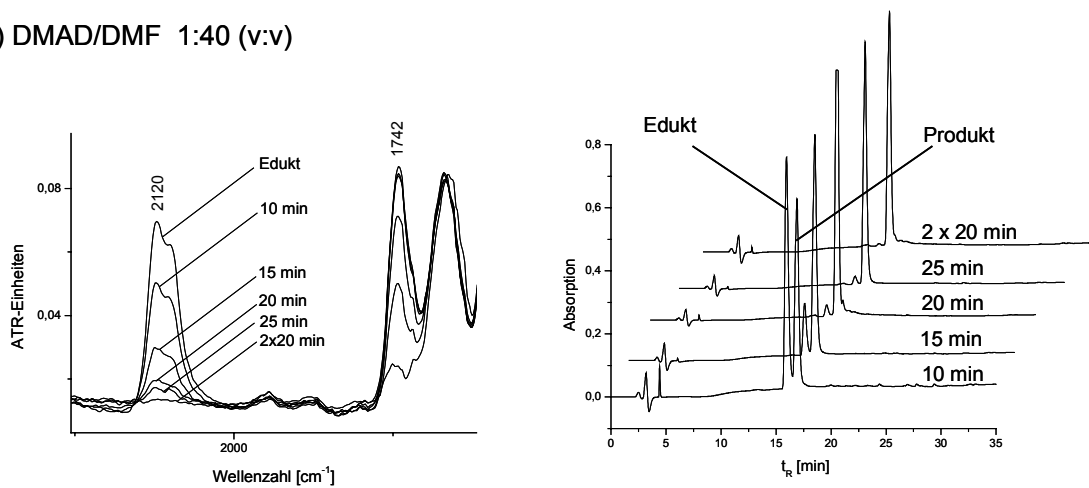 ) DMAD/DMF 1:40 (v:v)
2120
1742
Edukt
10 min
15 min
20 min
25 min
2x20 min
0,08
0,04
ATR-Einheiten
2000
Wellenzahl [cm⁻¹]
Edukt
Produkt
2 x 20 min
25 min
20 min
15 min
10 min
0,8
0,6
0,4
0,2
0,0
Absorption
0 5 10 15 20 25 30 35
tR [min]